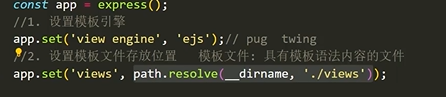 const app = express();
//1. 设置模板引擎
app.set('view engine', 'ejs');// pug  twing
//2. 设置模板文件存放位置  模板文件: 具有模板语法内容的文件
app.set('views', path.resolve(__dirname, './views'));